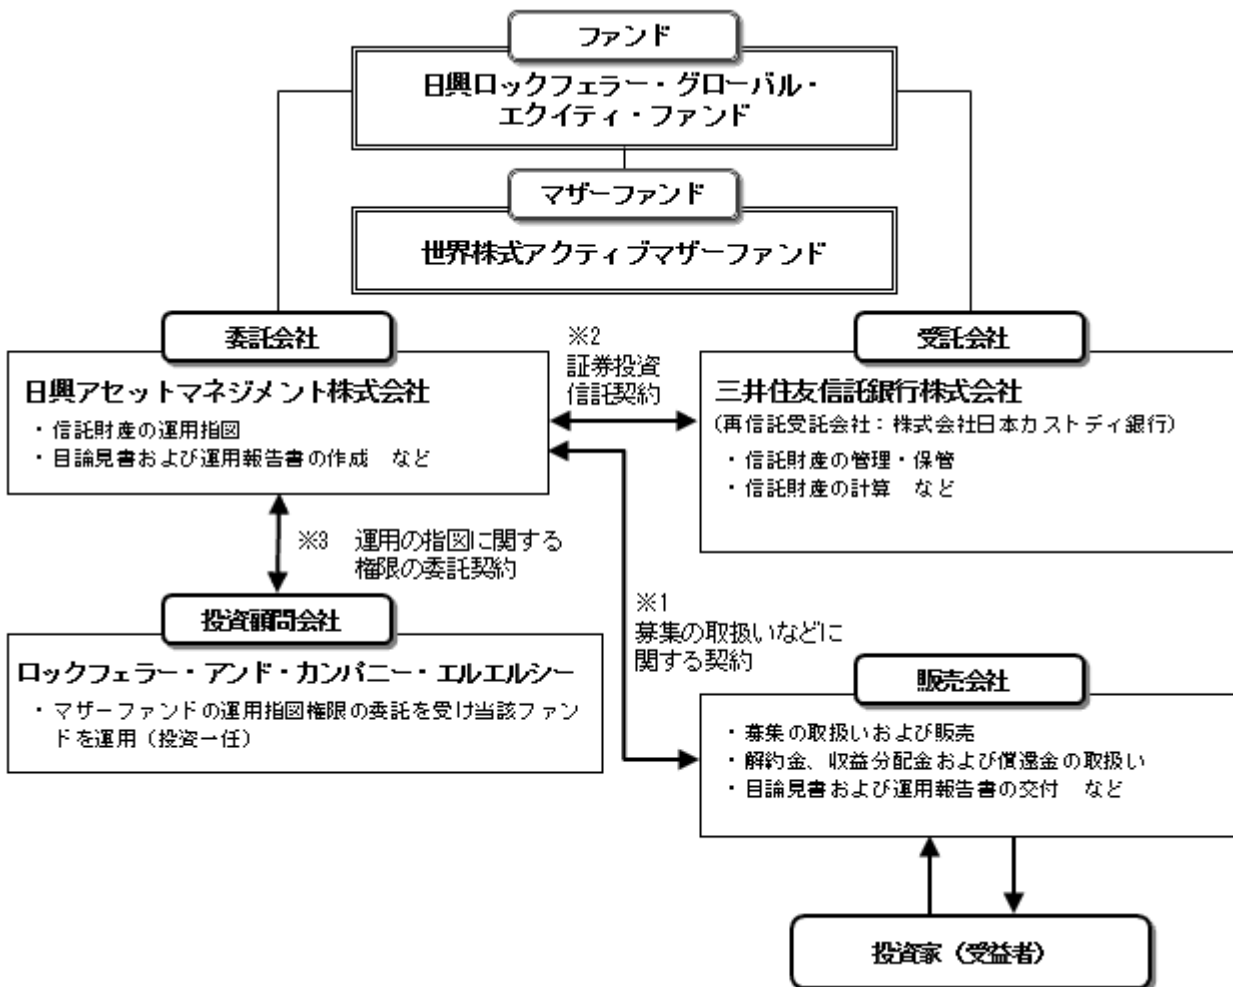 ファンド
日興ロックフェラー・グローバル・
エクイティ・ファンド
マザーファンド
世界株式アクティブマザーファンド
委託会社
日興アセットマネジメント株式会社
・信託財産の運用指図
・目論見書および運用報告書の作成　など
※2
証券投資
信託契約
受託会社
三井住友信託銀行株式会社
(再信託受託会社：株式会社日本カストディ銀行)
・信託財産の管理・保管
・信託財産の計算　など
※3　運用の指図に関する
権限の委託契約
投資顧問会社
ロックフェラー・アンド・カンパニー・エルエルシー
・マザーファンドの運用指図権限の委託を受け当該ファン
ドを運用（投資一任）
※1
募集の取扱いなどに
関する契約
販売会社
・募集の取扱いおよび販売
・解約金、収益分配金および償還金の取扱い
・目論見書および運用報告書の交付　など
投資家（受益者）